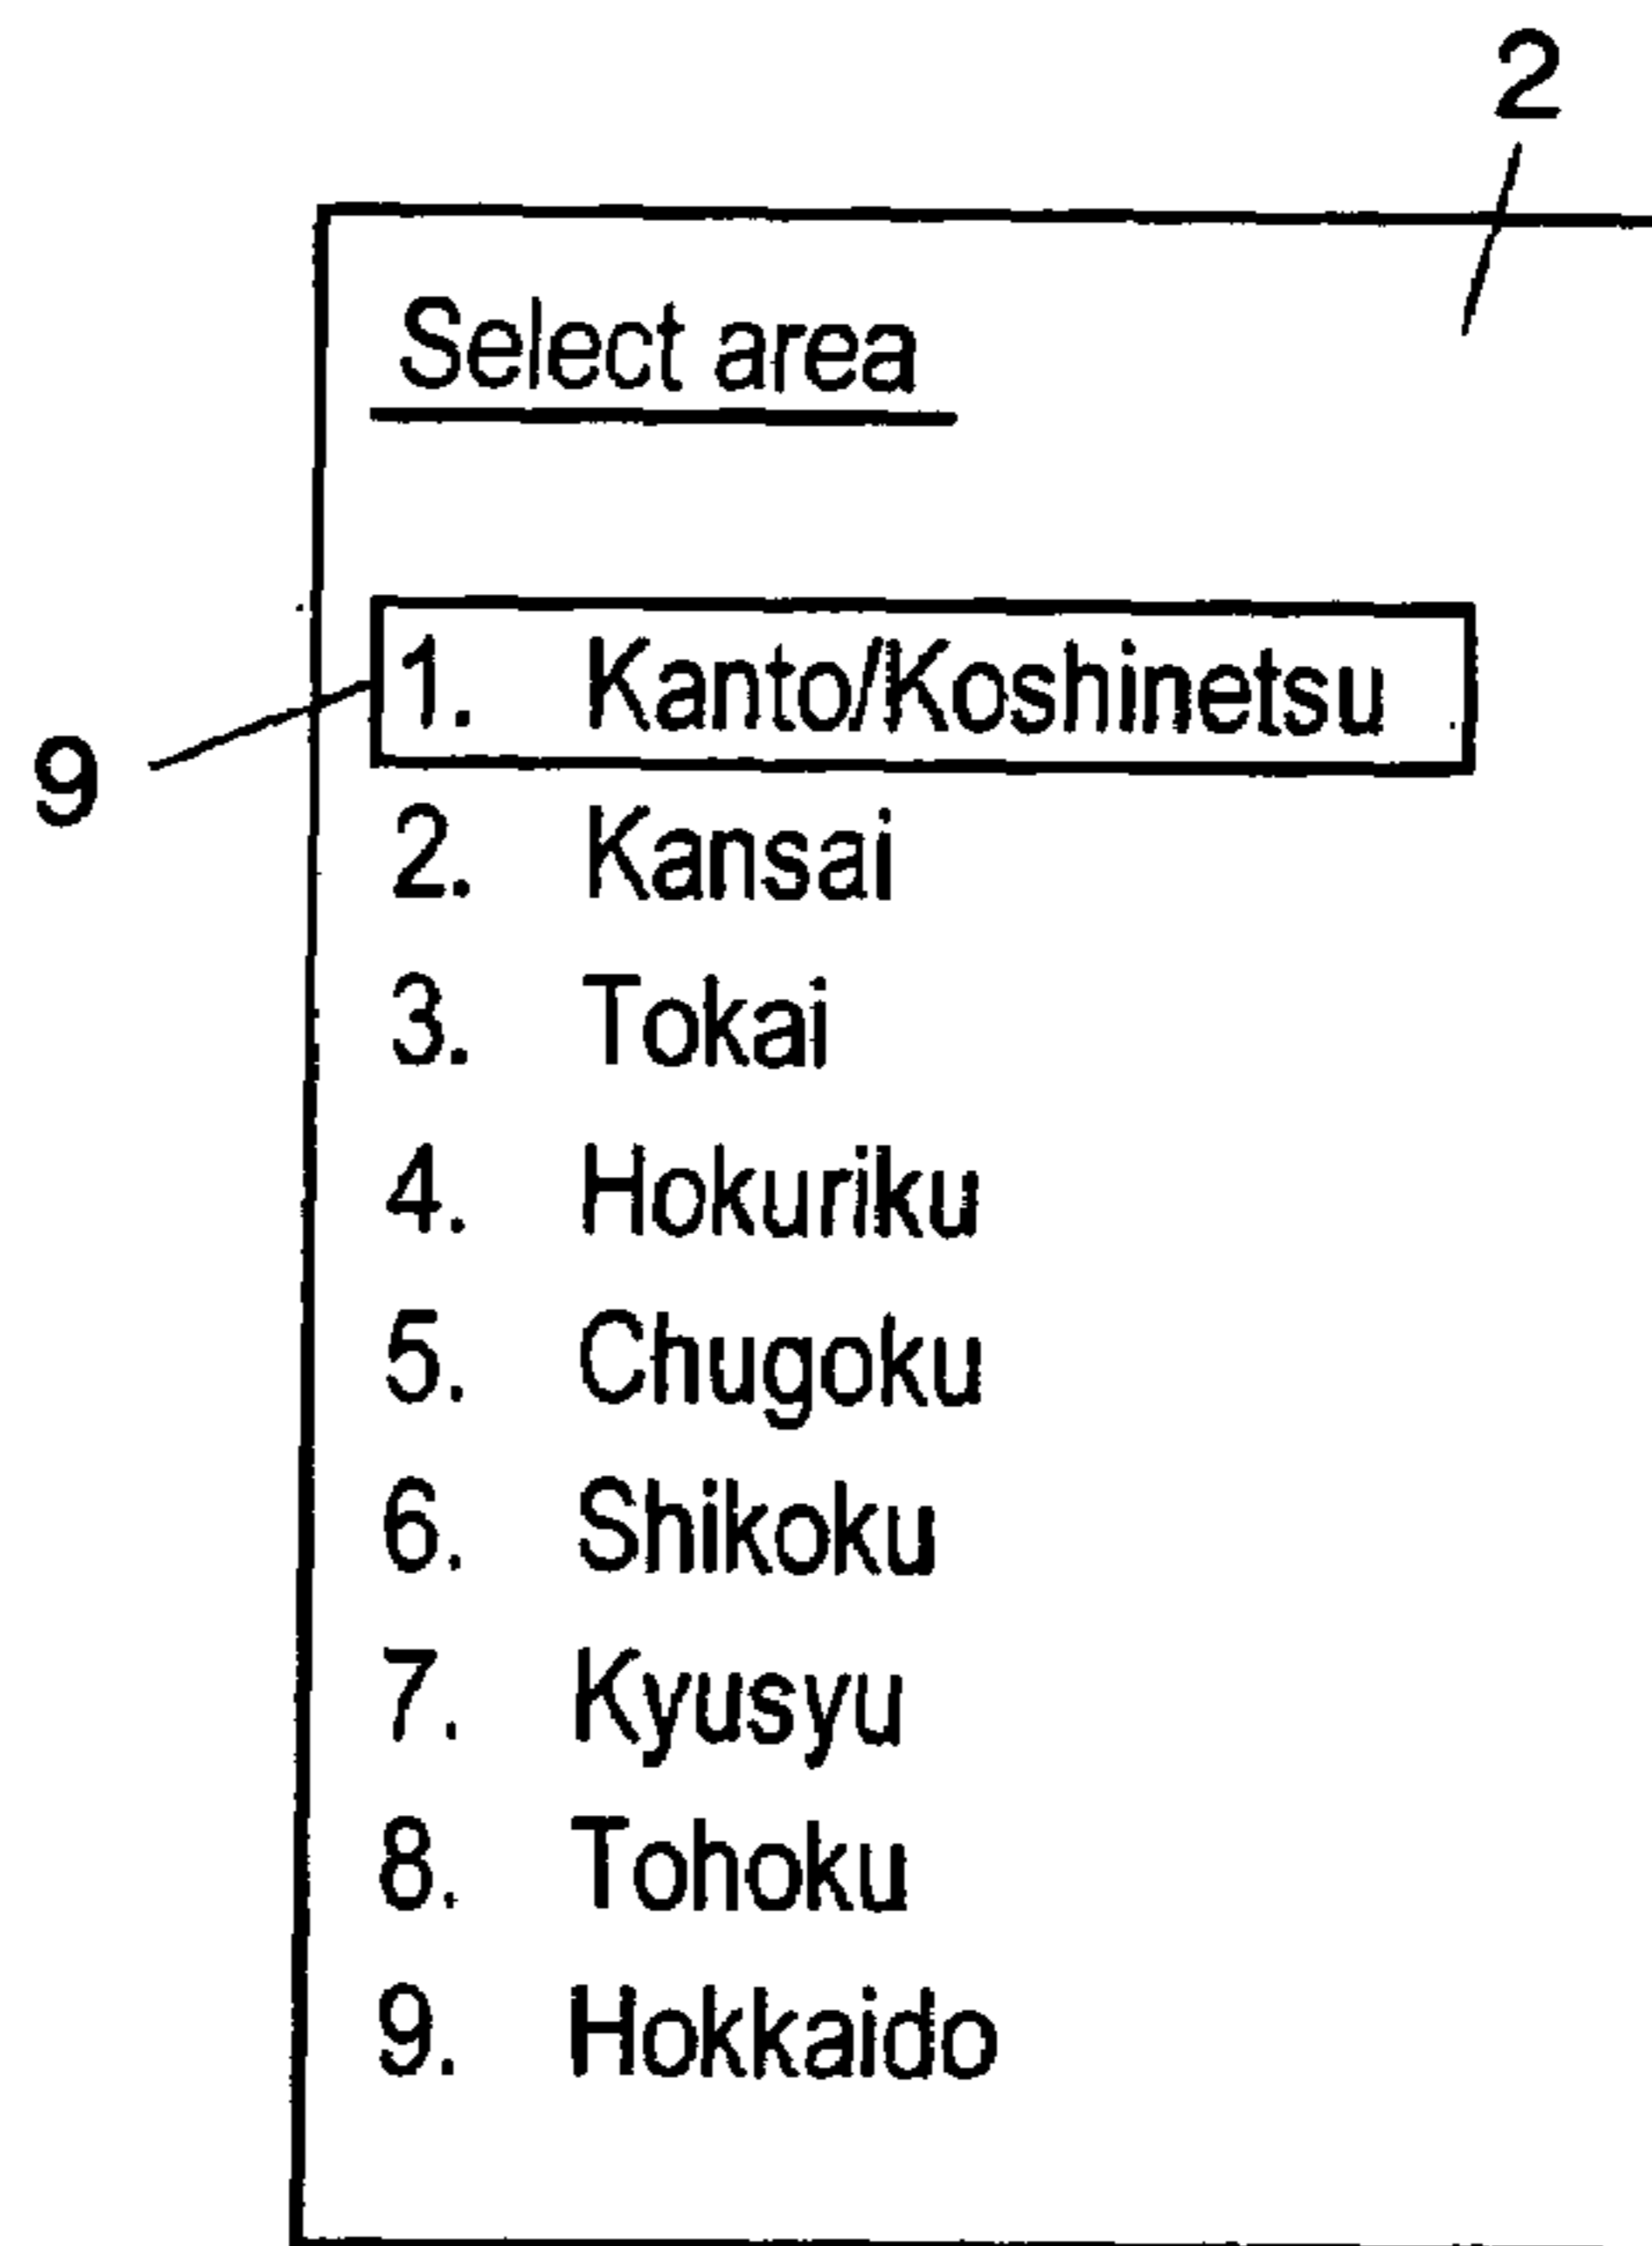 2
Select area
1. Kanto/Koshinetsu
9
2. Kansai
3. Tokai
4. Hokuriku
5. Chugoku
6. Shikoku
7. Kyusyu
8. Tohoku
9. Hokkaido